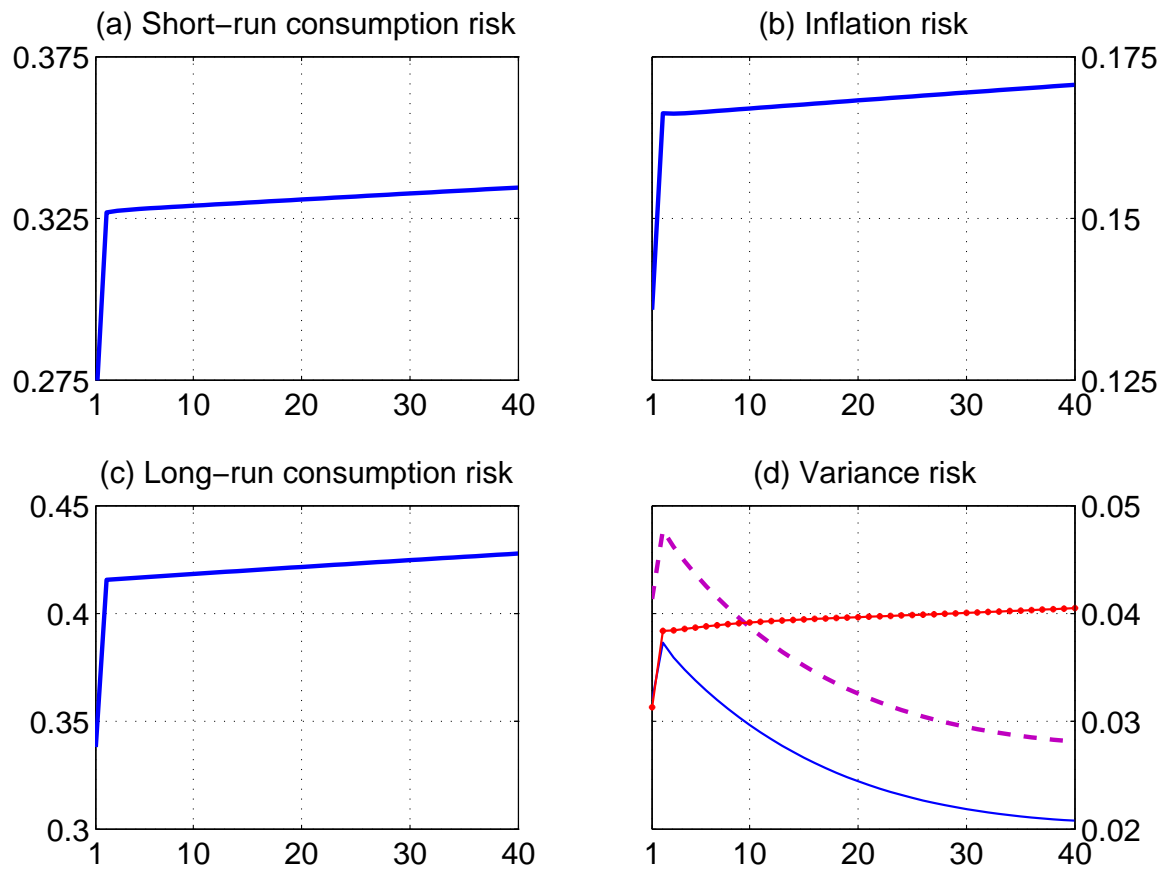 (a) Short−run consumption risk
0.375
0.325
0.275
1 10 20 30 40
(b) Inflation risk
0.175
0.15
0.125
1 10 20 30 40
(c) Long−run consumption risk
0.45
0.4
0.35
0.3
1 10 20 30 40
(d) Variance risk
0.05
0.04
0.03
0.02
1 10 20 30 40